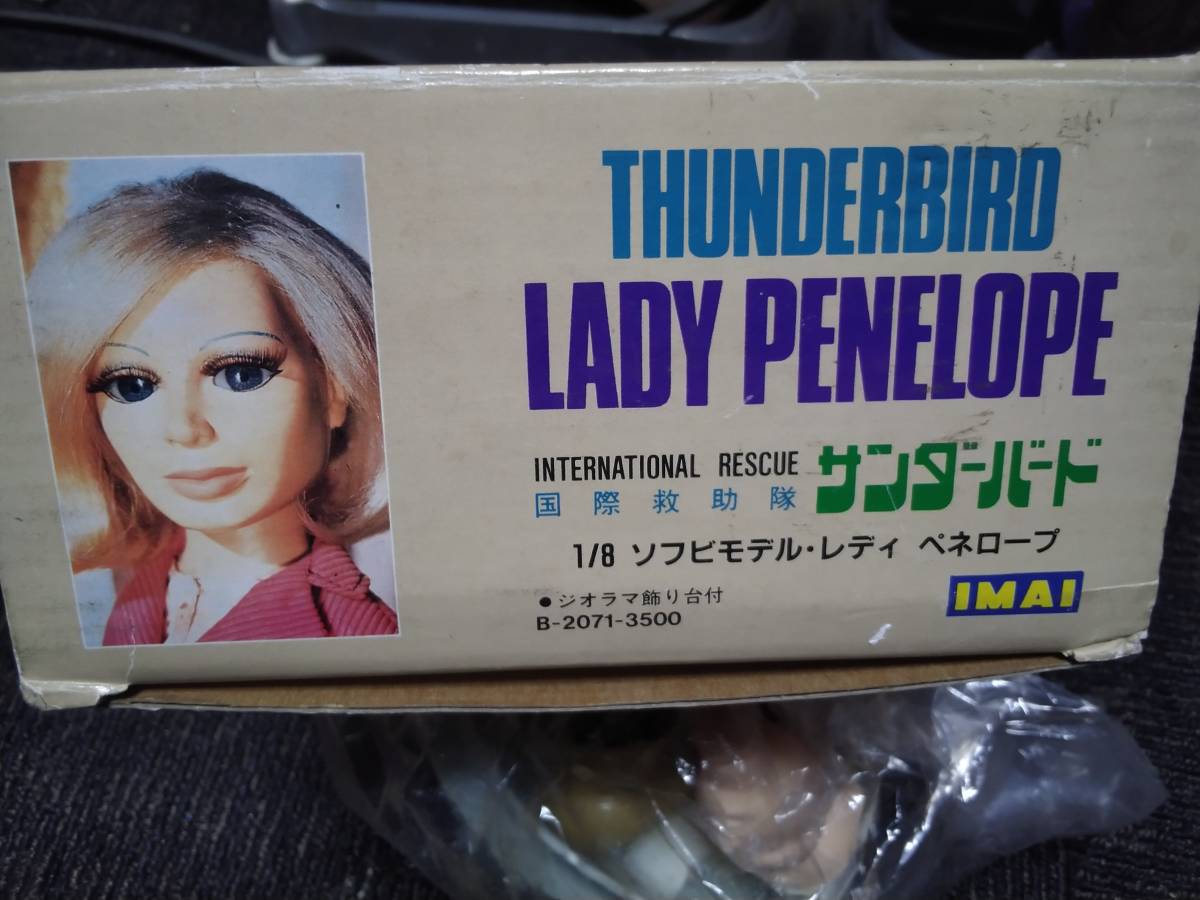 THUNDERBIRD
LADY PENELOPE
INTERNATIONAL RESCUE
国際救助隊
サンダーバード
1/8 ソフビモデル・レディ ペネロープ
●ジオラマ飾り台付
B-2071-3500
IMAI